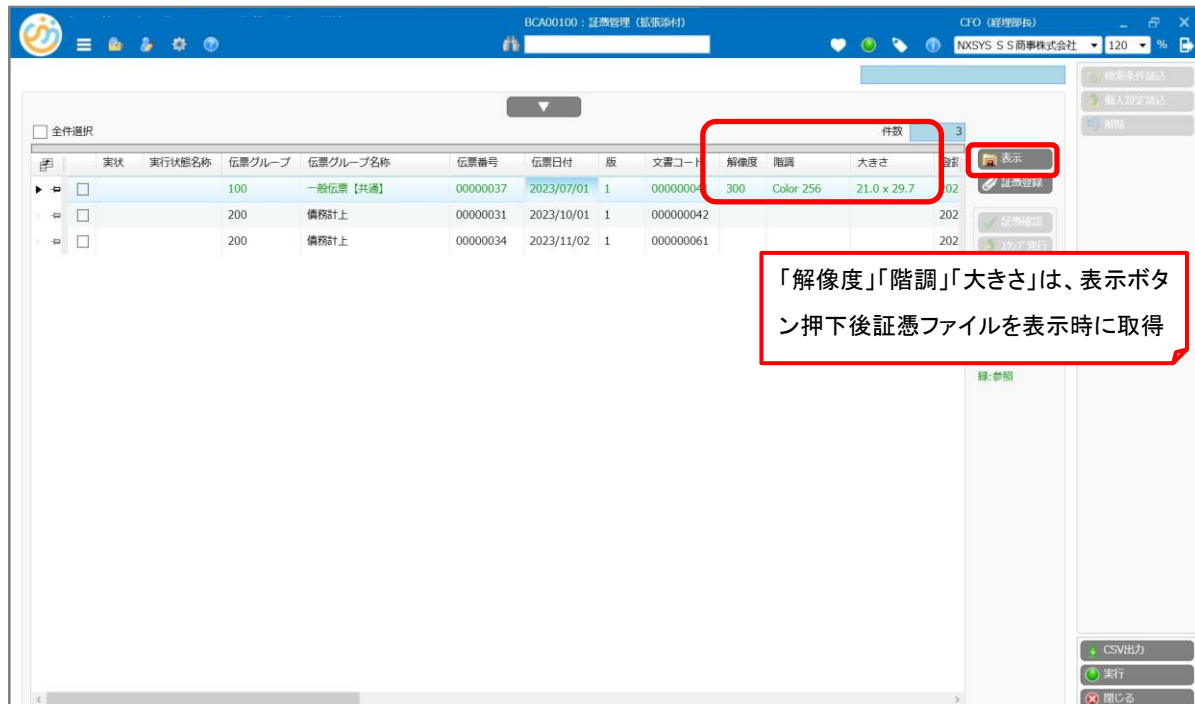 BCA00100：証憑管理（拡張添付）
CFO（経理部長）
NXSYS ＳＳ商事株式会社
120 %
検索条件読込
個人設定読込
解除
全件選択
件数 3
実状 実行状態名称 伝票グループ 伝票グループ名称 伝票番号 伝票日付 版 文書コード 解像度 階調 大きさ
100 一般伝票【共通】 00000037 2023/07/01 1 000000041 300 Color 256 21.0 x 29.7 202
200 債務計上 00000031 2023/10/01 1 000000042 202
200 債務計上 00000034 2023/11/02 1 000000061 202
表示
証憑登録
証憑確認
「解像度」「階調」「大きさ」は、表示ボタ
ン押下後証憑ファイルを表示時に取得
緑:参照
CSV出力
実行
閉じる